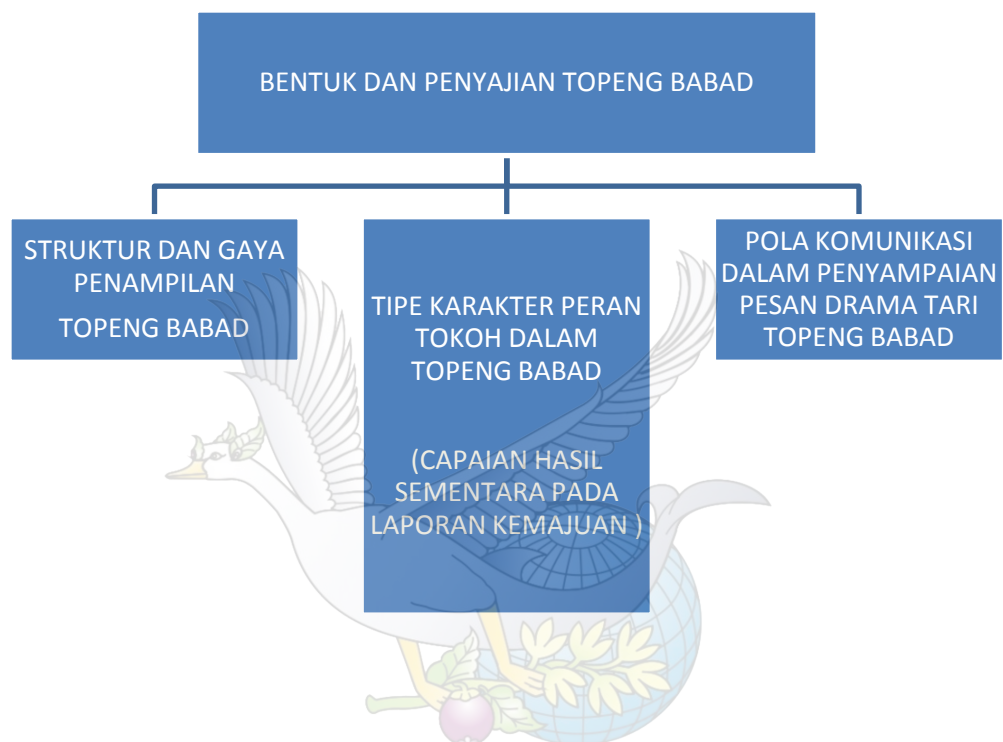 BENTUK DAN PENYAJIAN TOPENG BABAD
STRUKTUR DAN GAYA
PENAMPILAN
TOPENG BABAD
TIPE KARAKTER PERAN
TOKOH DALAM
TOPENG BABAD
(CAPAIAN HASIL
SEMENTARA PADA
LAPORAN KEMAJUAN )
POLA KOMUNIKASI
DALAM PENYAMPAIAN
PESAN DRAMA TARI
TOPENG BABAD